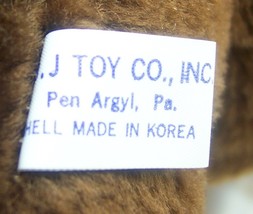 .J TOY CO., INC
Pen Argyl, Pa.
HELL MADE IN KOREA